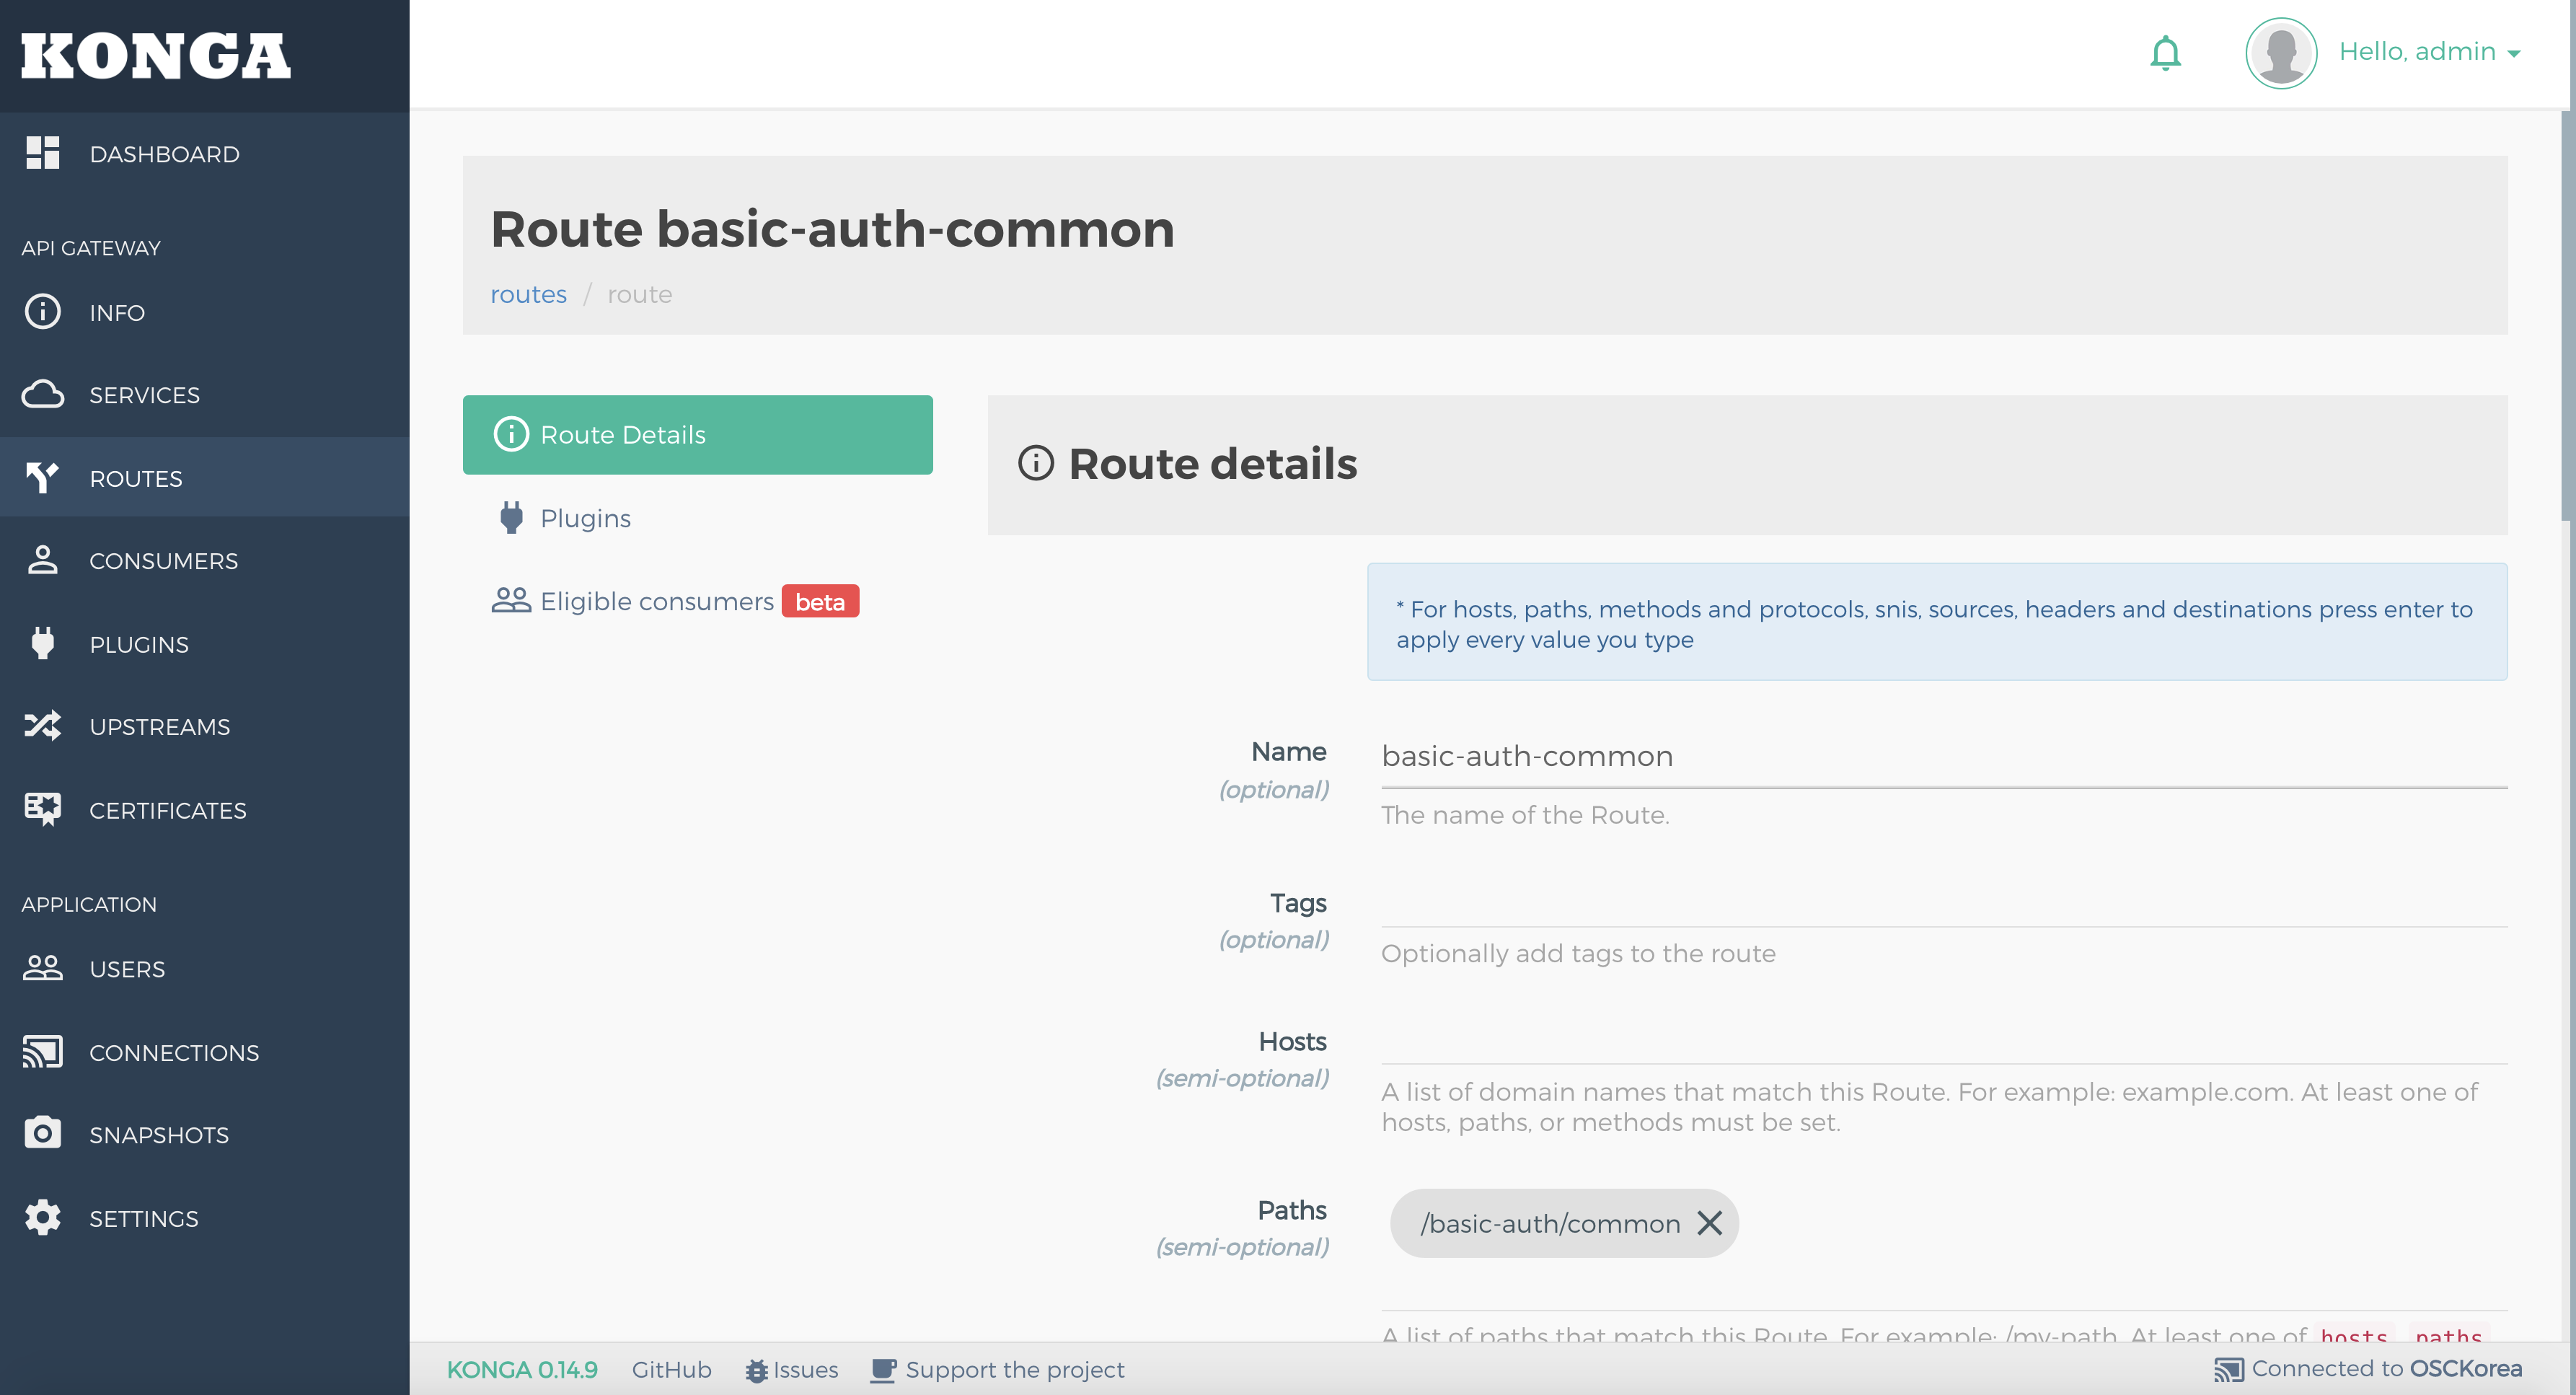 KONGA
Hello, admin
DASHBOARD
API GATEWAY
INFO
SERVICES
ROUTES
CONSUMERS
PLUGINS
UPSTREAMS
CERTIFICATES
APPLICATION
USERS
CONNECTIONS
SNAPSHOTS
SETTINGS
Route basic-auth-common
routes / route
Route Details
Plugins
Eligible consumers beta
Route details
* For hosts, paths, methods and protocols, snis, sources, headers and destinations press enter to
apply every value you type
Name
(optional)
basic-auth-common
The name of the Route.
Tags
(optional)
Optionally add tags to the route
Hosts
(semi-optional)
A list of domain names that match this Route. For example: example.com. At least one of
hosts, paths, or methods must be set.
Paths
(semi-optional)
/basic-auth/common
A list of paths that match this Route. For example: /my-path. At least one of hosts paths
KONGA 0.14.9 GitHub Issues Support the project
Connected to OSCKorea